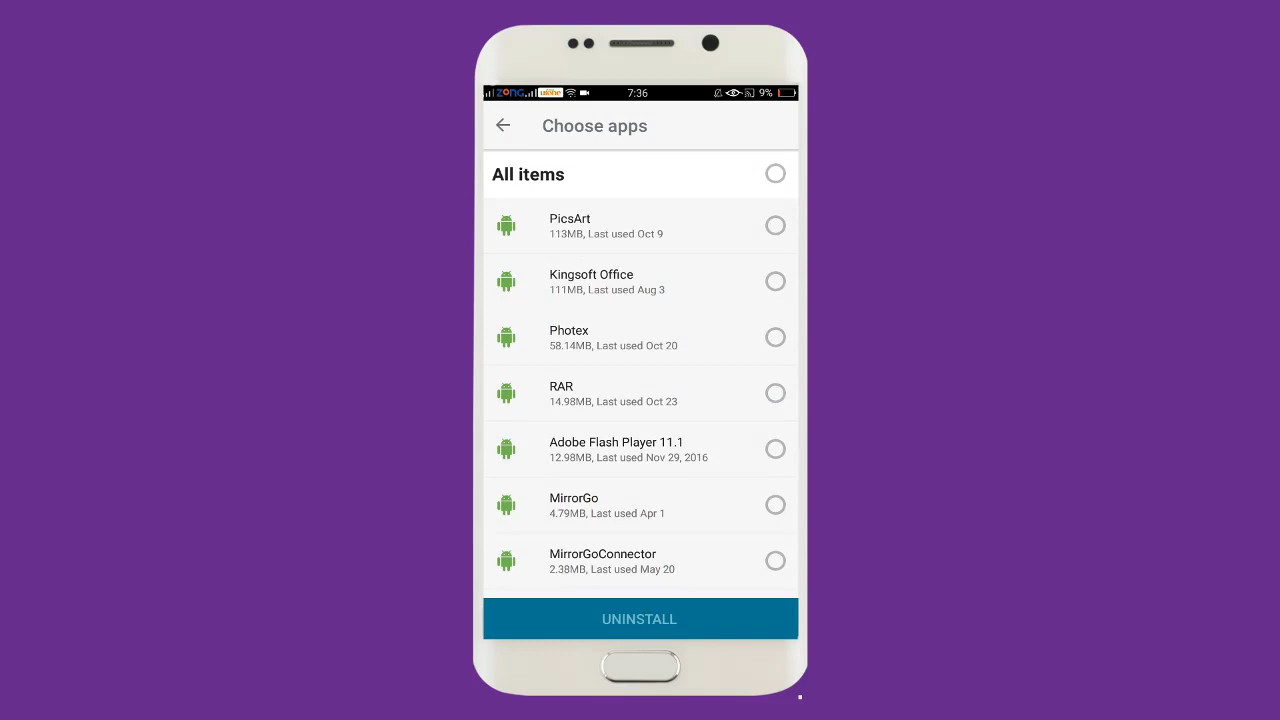 ZONG ufone 7:36 9%
Choose apps
All items
PicsArt
113MB, Last used Oct 9
Kingsoft Office
111MB, Last used Aug 3
Photex
58.14MB, Last used Oct 20
RAR
14.98MB, Last used Oct 23
Adobe Flash Player 11.1
12.98MB, Last used Nov 29, 2016
MirrorGo
4.79MB, Last used Apr 1
MirrorGoConnector
2.38MB, Last used May 20
UNINSTALL